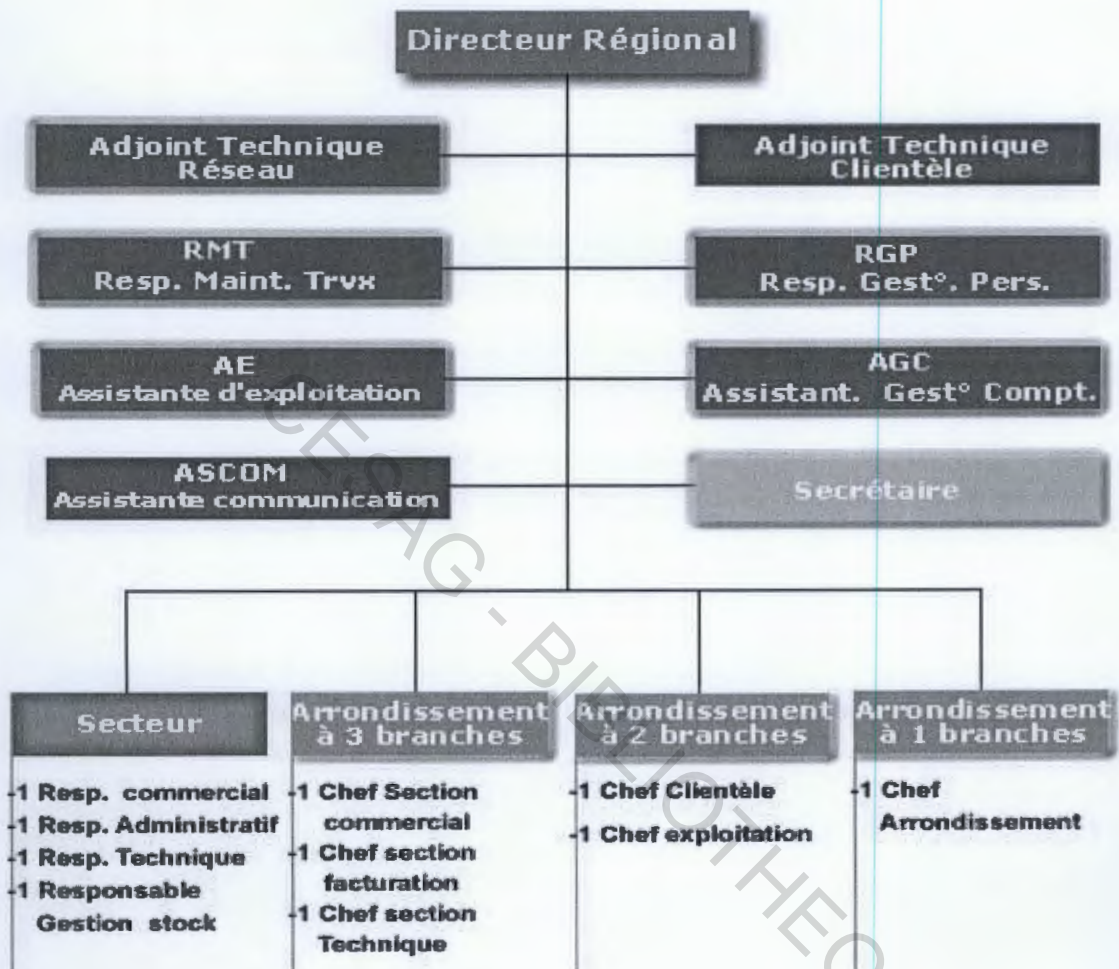 Directeur Régional
Adjoint Technique
Réseau
Adjoint Technique
Clientèle
RMT
Resp. Maint. Trvx
RGP
Resp. Gest°. Pers.
AE
Assistante d'exploitation
AGC
Assistant. Gest° Compt.
ASCOM
Assistante communication
Secrétaire
Secteur
-1 Resp. commercial
-1 Resp. Administratif
-1 Resp. Technique
-1 Responsable
Gestion stock
Arrondissement
à 3 branches
-1 Chef Section
commercial
-1 Chef section
facturation
-1 Chef section
Technique
Arrondissement
à 2 branches
-1 Chef Clientèle
-1 Chef exploitation
Arrondissement
à 1 branches
-1 Chef
Arrondissement
CESAG - BIBLIOTHEQ